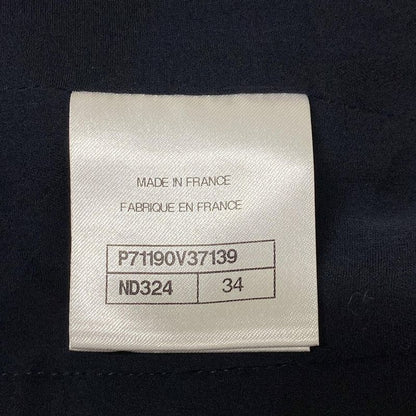 MADE IN FRANCE
FABRIQUE EN FRANCE
P71190V37139
ND324 34